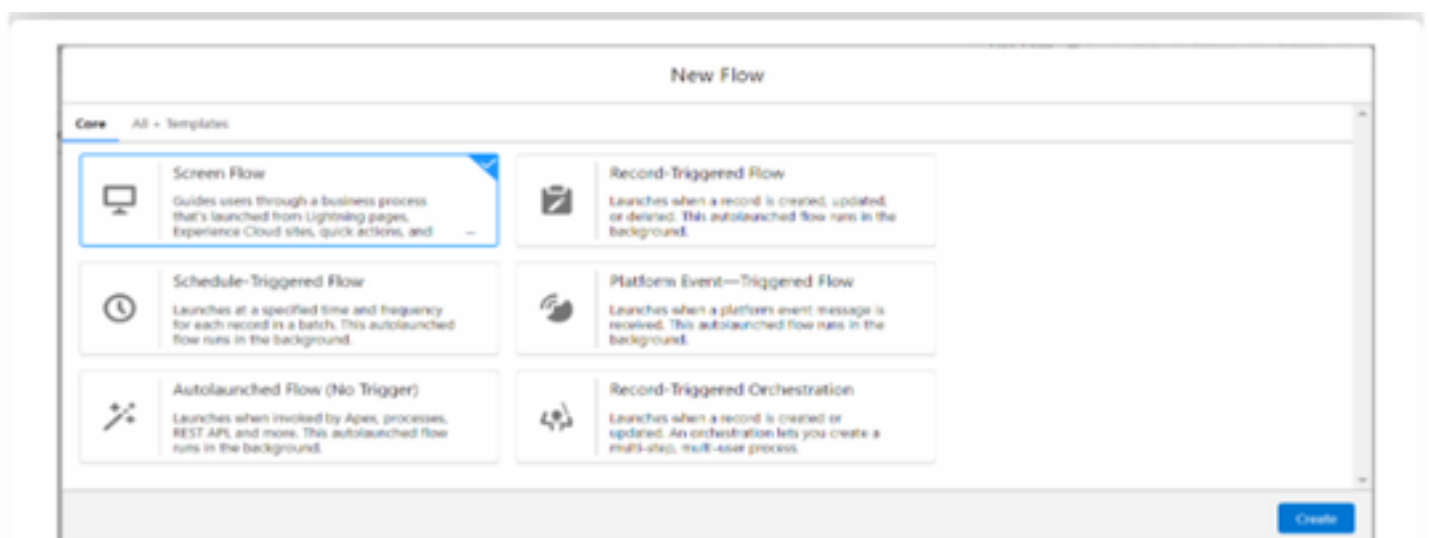 New Flow
Core All + Templates
Screen Flow
Guides users through a business process
that's launched from Lightning pages,
Experience Cloud sites, quick actions, and ...
Record-Triggered Flow
Launches when a record is created, updated,
or deleted. This autolaunched flow runs in the
background.
Schedule-Triggered Flow
Launches at a specified time and frequency
for each record in a batch. This autolaunched
flow runs in the background.
Platform Event—Triggered Flow
Launches when a platform event message is
received. This autolaunched flow runs in the
background.
Autolaunched Flow (No Trigger)
Launches when invoked by Apex, processes,
REST API, and more. This autolaunched flow
runs in the background.
Record-Triggered Orchestration
Launches when a record is created or
updated. An orchestration lets you create a
multi-step, multi-user process.
Create